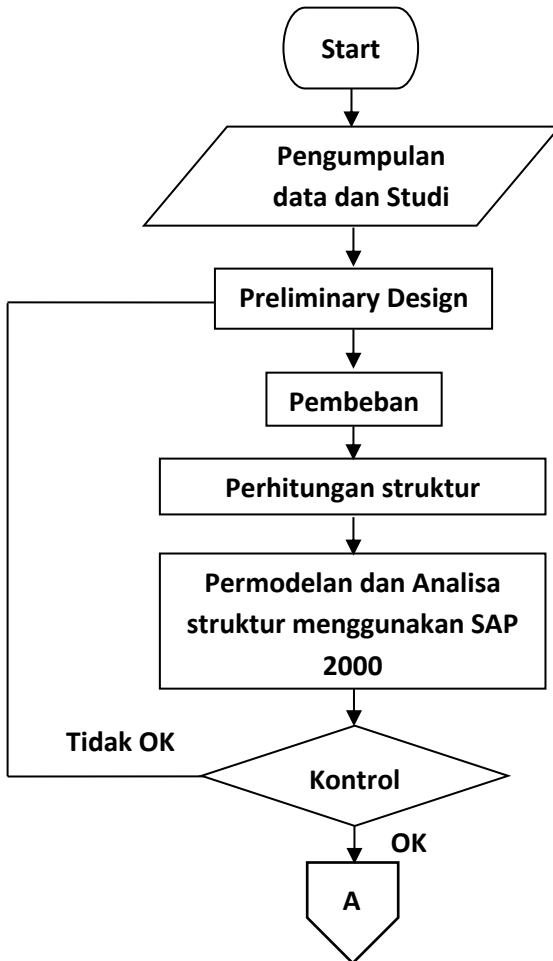 Start
Pengumpulan
data dan Studi
Preliminary Design
Pembeban
Perhitungan struktur
Permodelan dan Analisa
struktur menggunakan SAP
2000
Tidak OK
Kontrol
OK
A